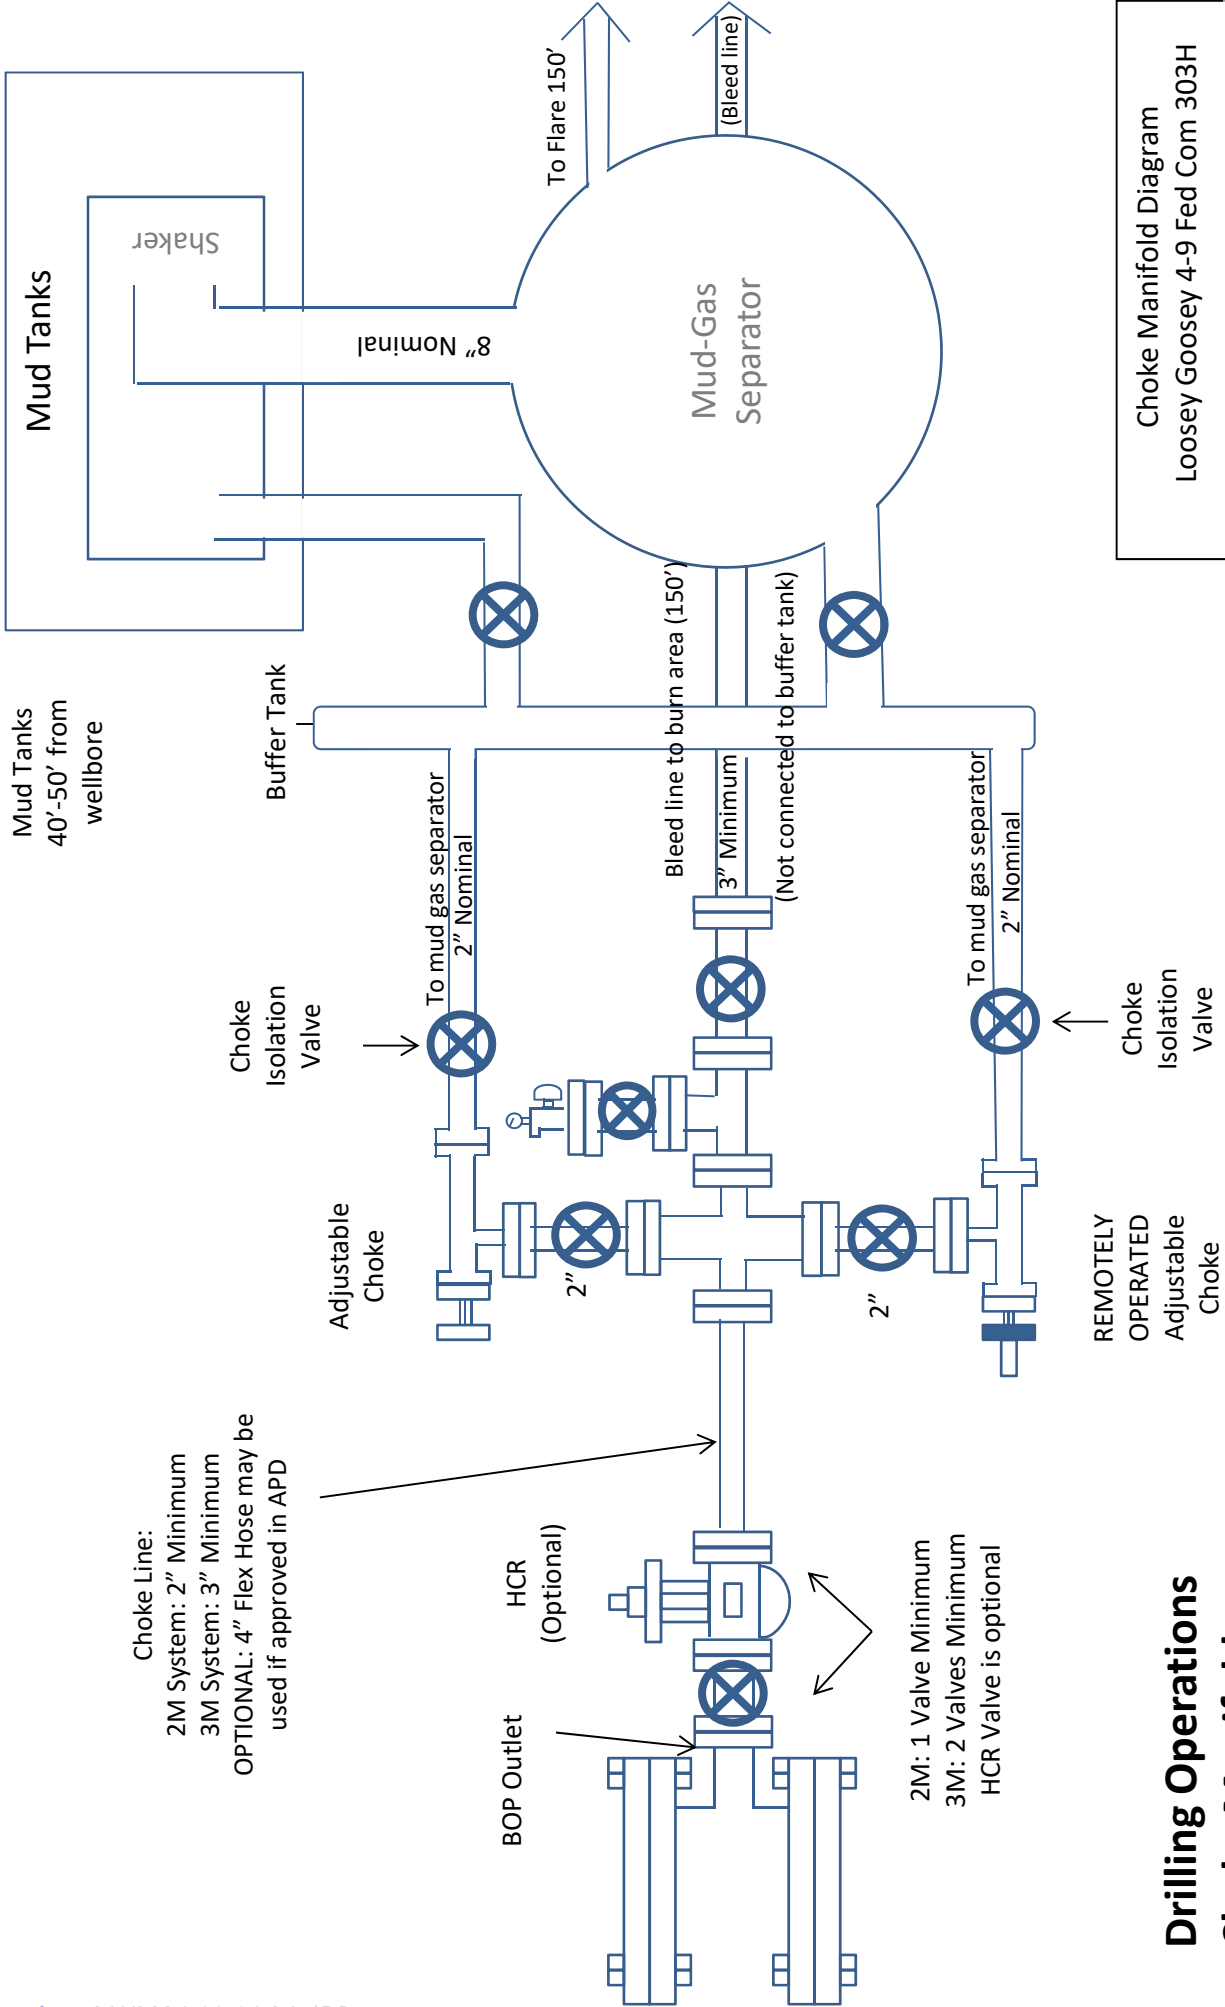 Mud Tanks
Shaker
8” Nominal
To Flare 150’
(Bleed line)
Mud-Gas
Separator
Mud Tanks
40’-50’ from
wellbore
Buffer Tank
To mud gas separator
2” Nominal
Bleed line to burn area (150’)
3” Minimum
(Not connected to buffer tank)
To mud gas separator
2” Nominal
Choke
Isolation
Valve
Choke
Isolation
Valve
Adjustable
Choke
2”
2”
REMOTELY
OPERATED
Adjustable
Choke
Choke Line:
2M System: 2” Minimum
3M System: 3” Minimum
OPTIONAL: 4” Flex Hose may be
used if approved in APD
HCR
(Optional)
BOP Outlet
2M: 1 Valve Minimum
3M: 2 Valves Minimum
HCR Valve is optional
Drilling Operations
Choke Manifold Diagram
Loosey Goosey 4-9 Fed Com 303H